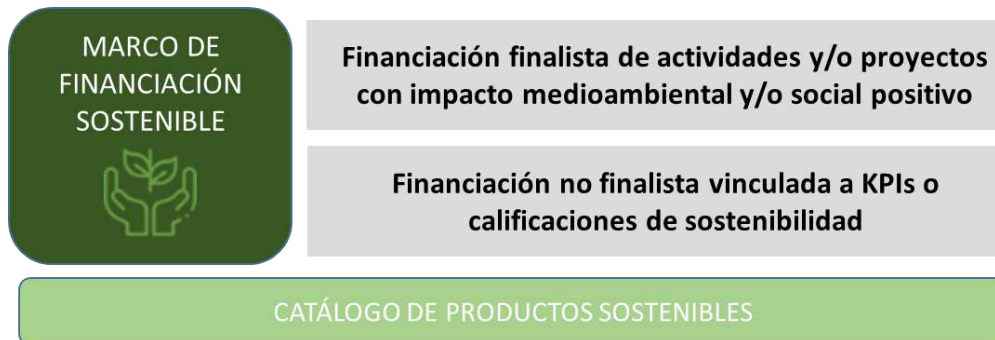 MARCO DE
FINANCIACIÓN
SOSTENIBLE
Financiación finalista de actividades y/o proyectos
con impacto medioambiental y/o social positivo
Financiación no finalista vinculada a KPIs o
calificaciones de sostenibilidad
CATÁLOGO DE PRODUCTOS SOSTENIBLES